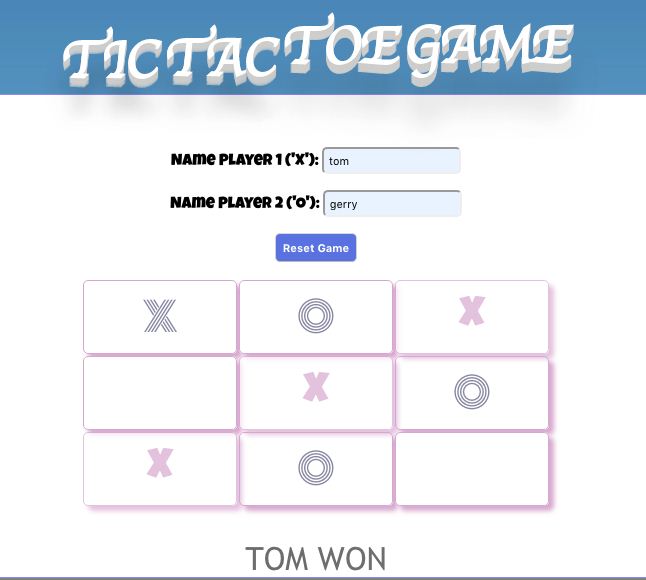 TIC TAC TOE GAME
Name Player 1 ('X'): tom
Name Player 2 ('O'): gerry
Reset Game
X O X
X O
X O
TOM WON